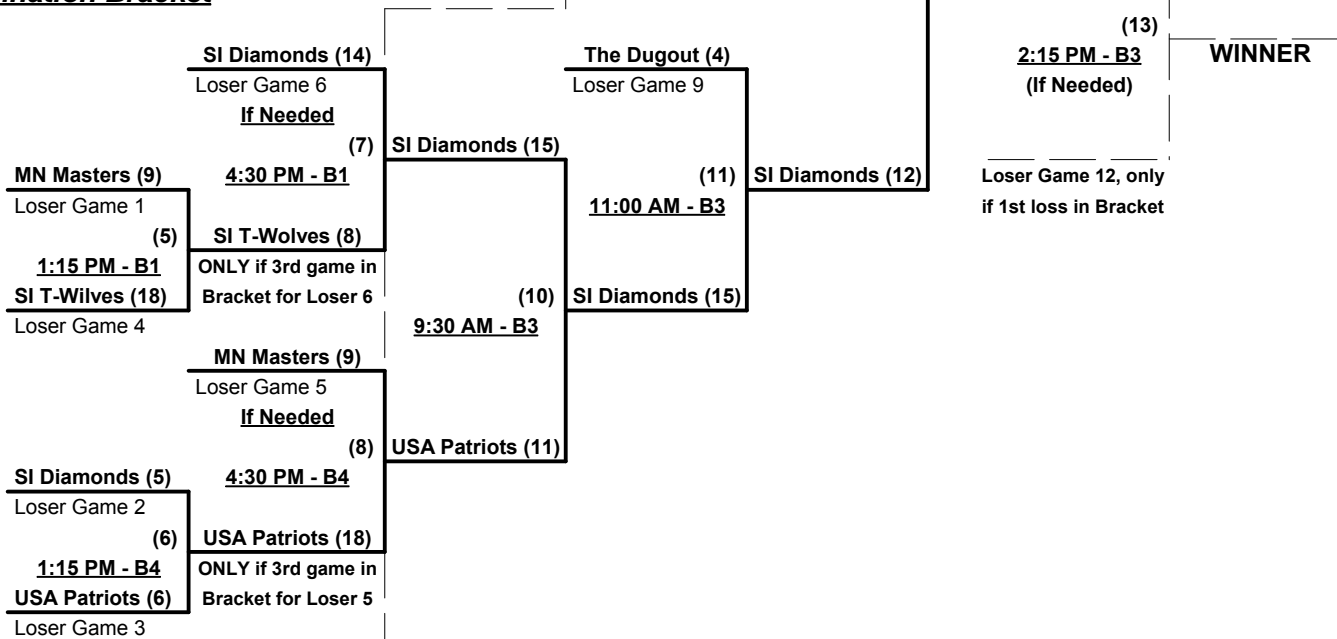 (13)
SI Diamonds (14)
The Dugout (4)
2:15 PM - B3
WINNER
Loser Game 6
Loser Game 9
(If Needed)
If Needed
(7)
SI Diamonds (15)
MN Masters (9)
4:30 PM - B1
(11)
SI Diamonds (12)
Loser Game 12, only
Loser Game 1
11:00 AM - B3
if 1st loss in Bracket
(5)
SI T-Wolves (8)
1:15 PM - B1
ONLY if 3rd game in
SI T-Wilves (18)
Bracket for Loser 6
(10)
SI Diamonds (15)
Loser Game 4
9:30 AM - B3
MN Masters (9)
Loser Game 5
If Needed
(8)
USA Patriots (11)
SI Diamonds (5)
4:30 PM - B4
Loser Game 2
(6)
USA Patriots (18)
1:15 PM - B4
ONLY if 3rd game in
USA Patriots (6)
Bracket for Loser 5
Loser Game 3